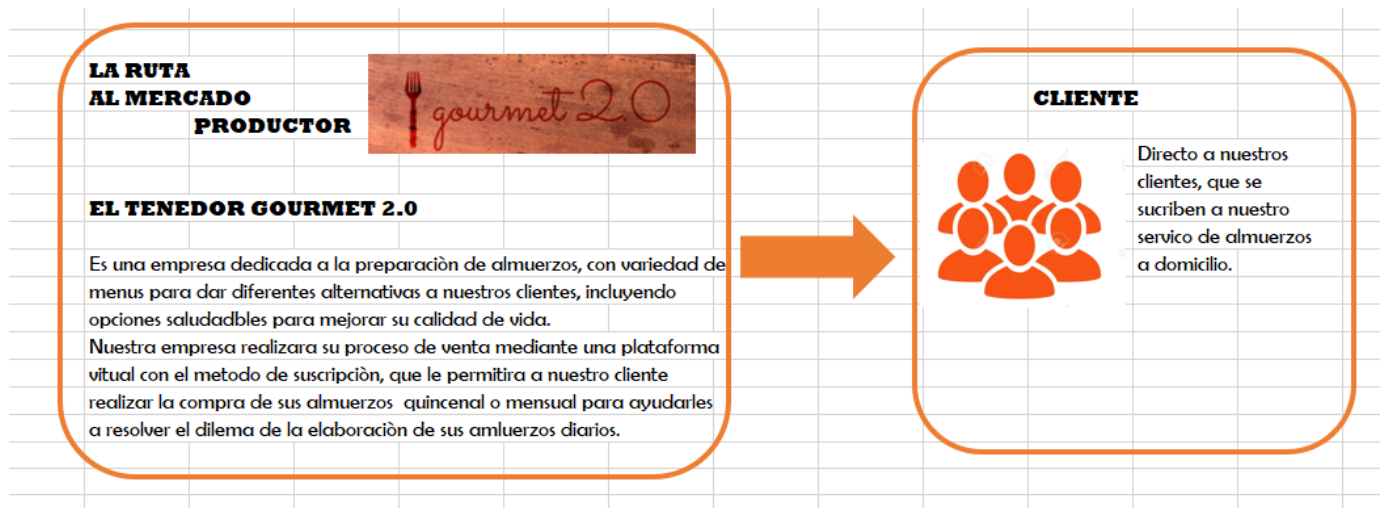 LA RUTA
AL MERCADO
PRODUCTOR
gourmet 2.0
EL TENEDOR GOURMET 2.0
Es una empresa dedicada a la preparaciòn de almuerzos, con variedad de
menus para dar diferentes alternativas a nuestros clientes, incluyendo
opciones saludadbles para mejorar su calidad de vida.
Nuestra empresa realizara su proceso de venta mediante una plataforma
vitual con el metodo de suscripciòn, que le permitira a nuestro cliente
realizar la compra de sus almuerzos  quincenal o mensual para ayudarles
a resolver el dilema de la elaboraciòn de sus amluerzos diarios.
CLIENTE
Directo a nuestros
clientes, que se
sucriben a nuestro
servico de almuerzos
a domicilio.